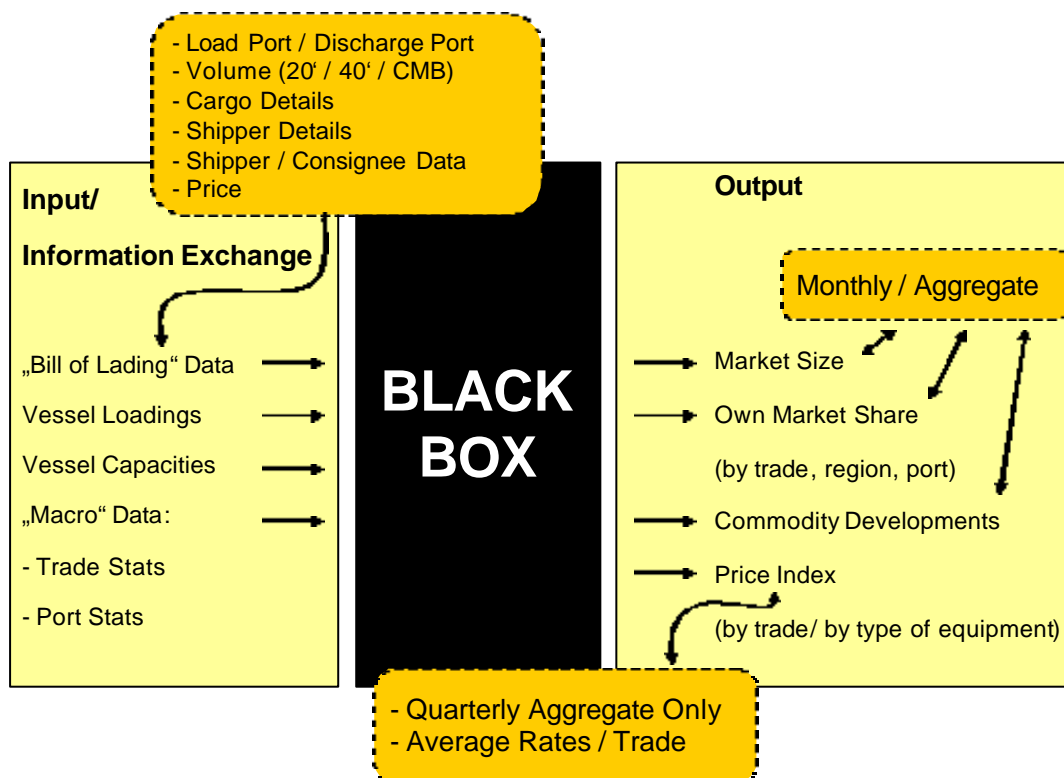 - Load Port / Discharge Port
- Volume (20‘ / 40‘ / CMB)
- Cargo Details
- Shipper Details
- Shipper / Consignee Data
- Price
Input/
Information Exchange
„Bill of Lading“ Data
Vessel Loadings
Vessel Capacities
„Macro“ Data:
- Trade Stats
- Port Stats
BLACK
BOX
Output
Monthly / Aggregate
Market Size
Own Market Share
(by trade, region, port)
Commodity Developments
Price Index
(by trade/ by type of equipment)
- Quarterly Aggregate Only
- Average Rates / Trade